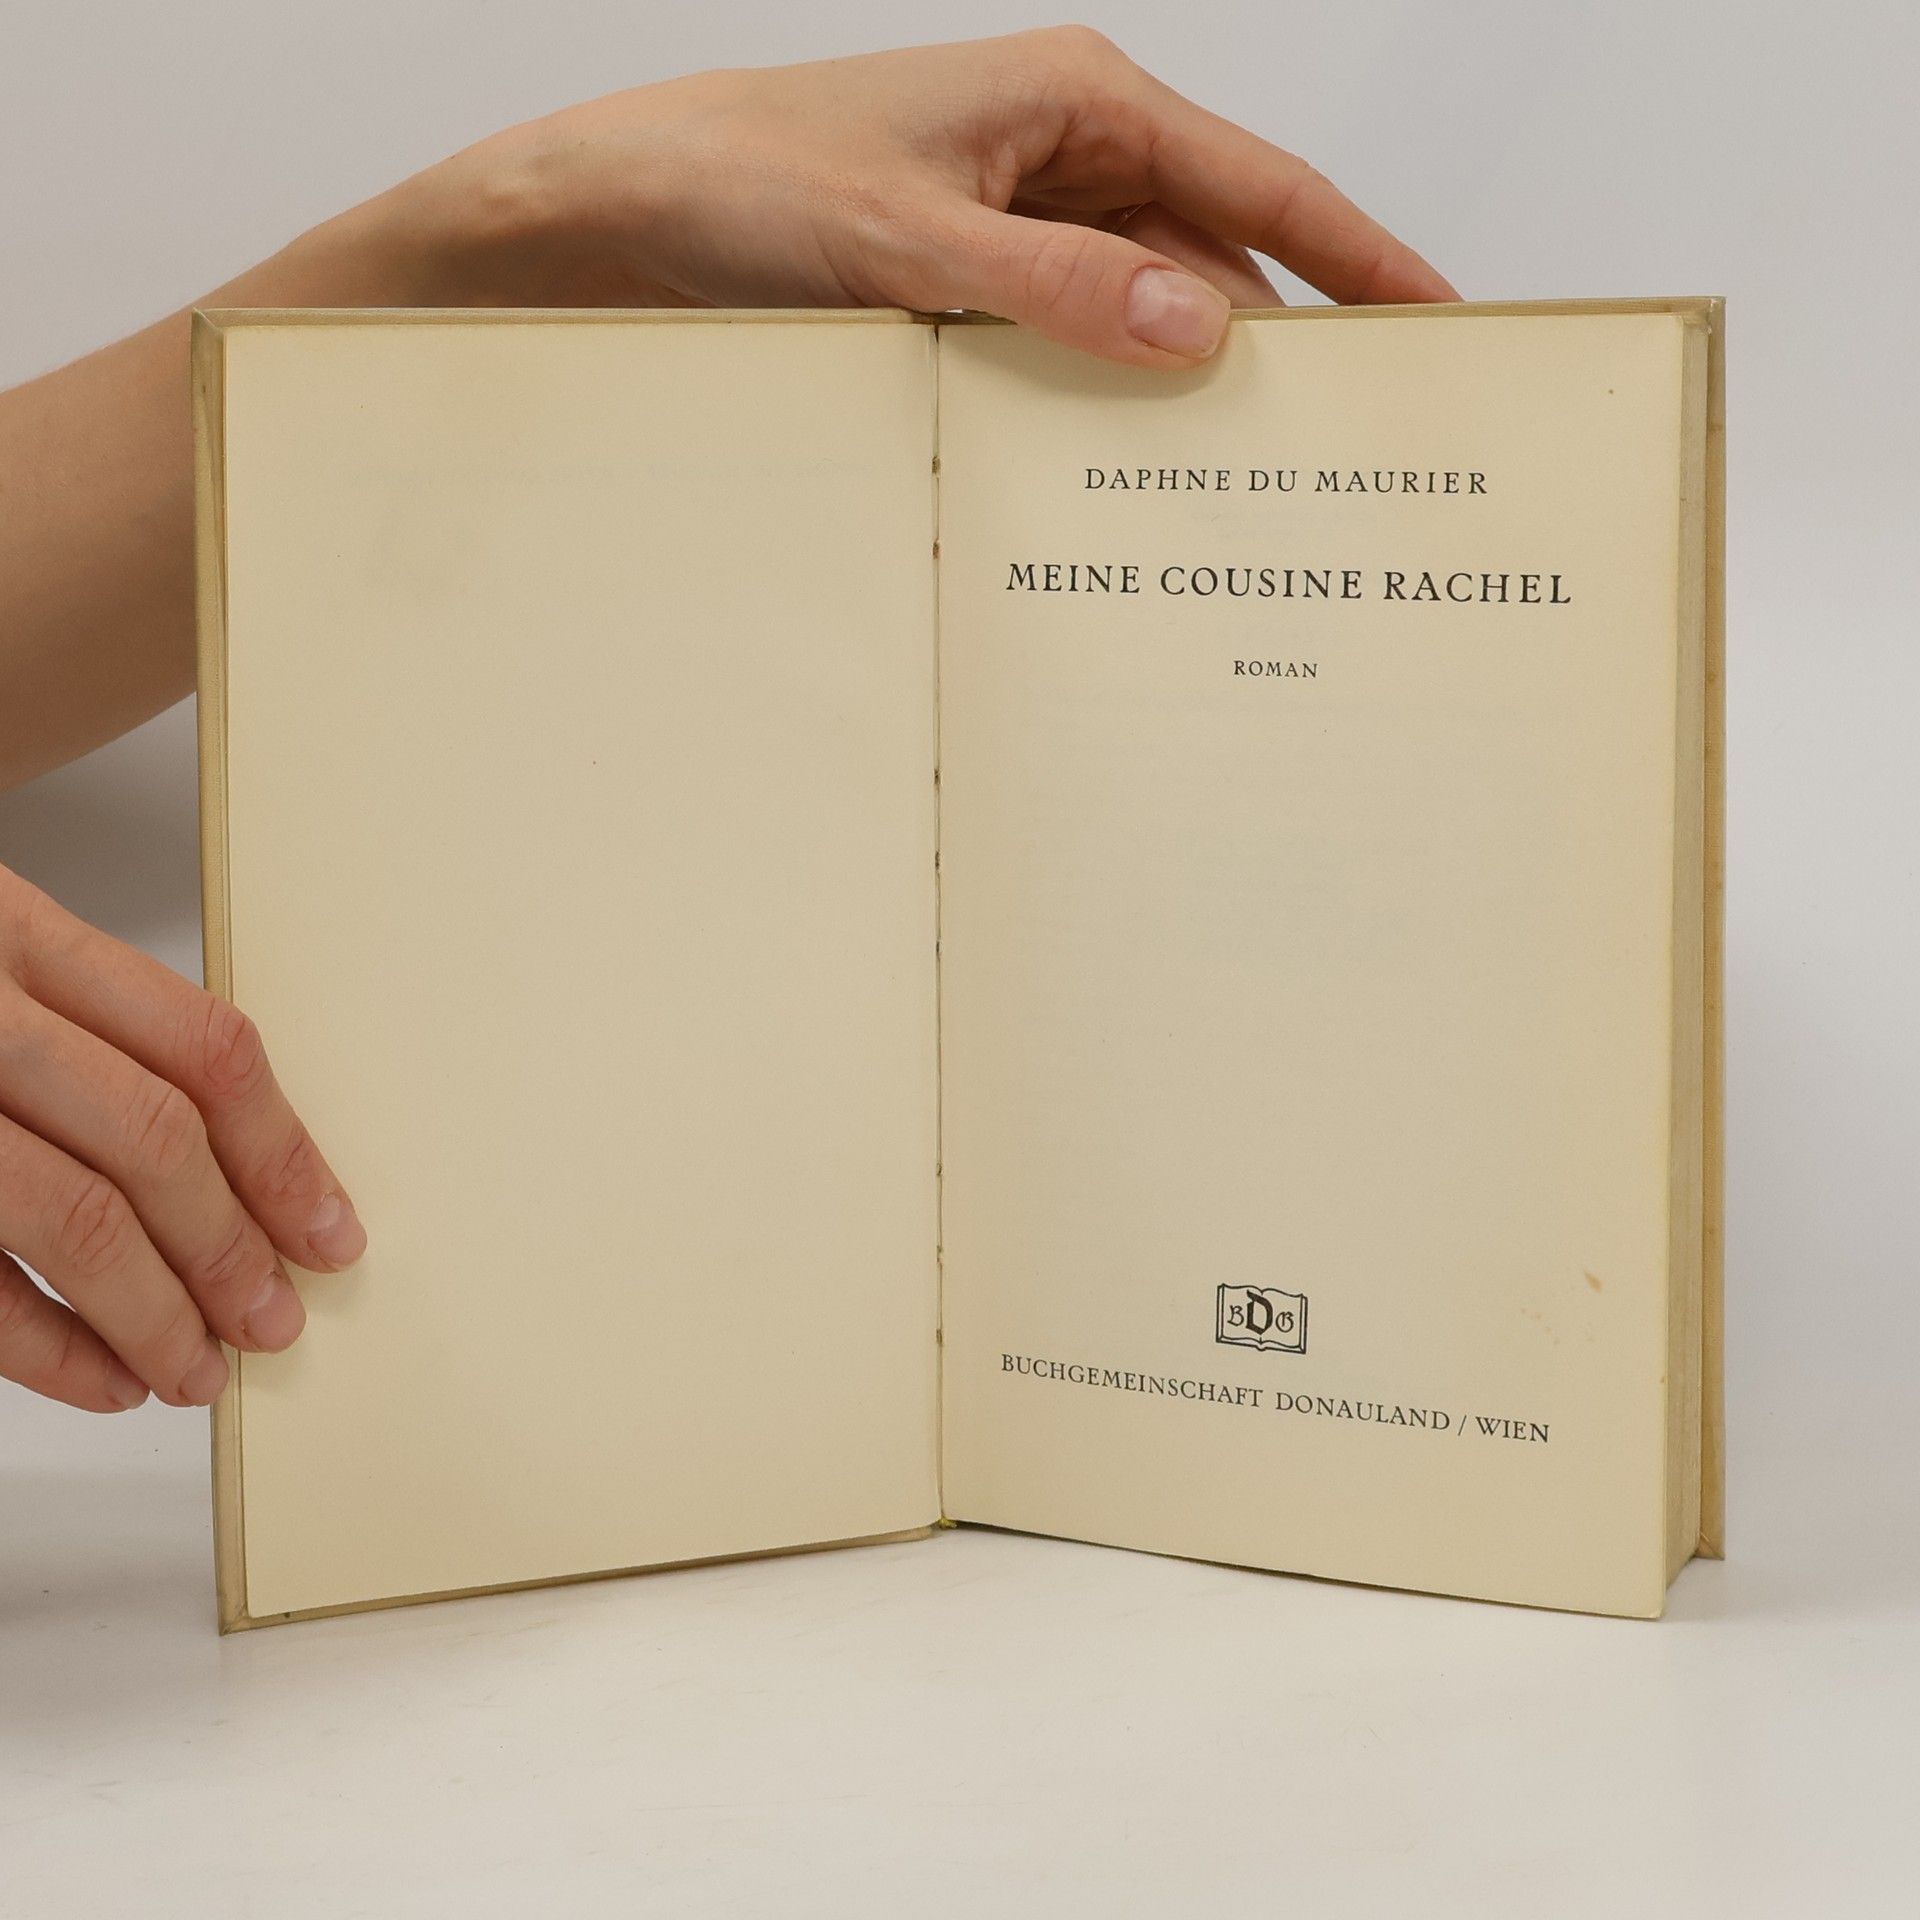 DAPHNE DU MAURIER
MEINE COUSINE RACHEL
ROMAN
BDG
BUCHGEMEINSCHAFT DONAULAND / WIEN